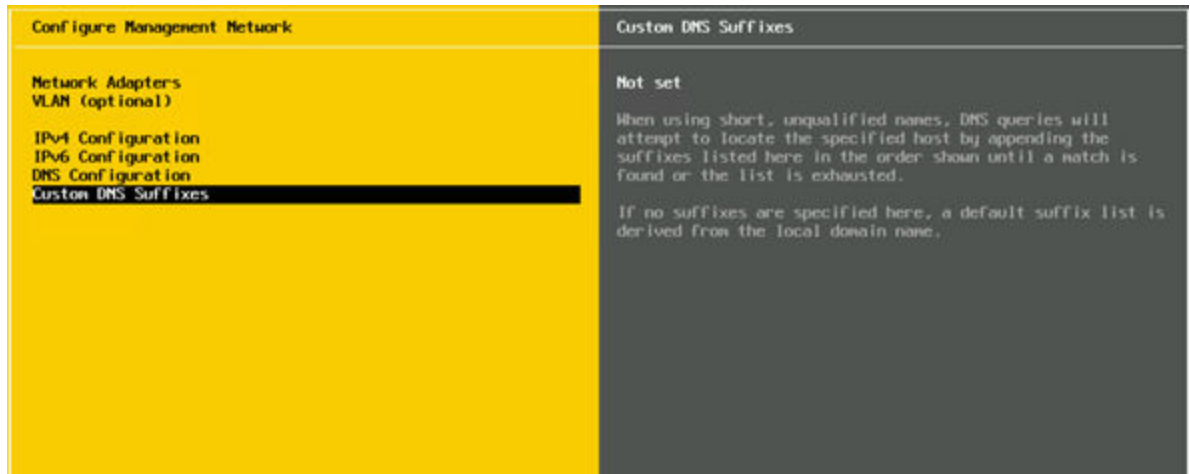 Configure Management Network
Network Adapters
VLAN (optional)
IPv4 Configuration
IPv6 Configuration
DNS Configuration
Custom DNS Suffixes
Custom DNS Suffixes
Not set
When using short, unqualified names, DNS queries will
attempt to locate the specified host by appending the
suffixes listed here in the order shown until a match is
found or the list is exhausted.
If no suffixes are specified here, a default suffix list is
derived from the local domain name.